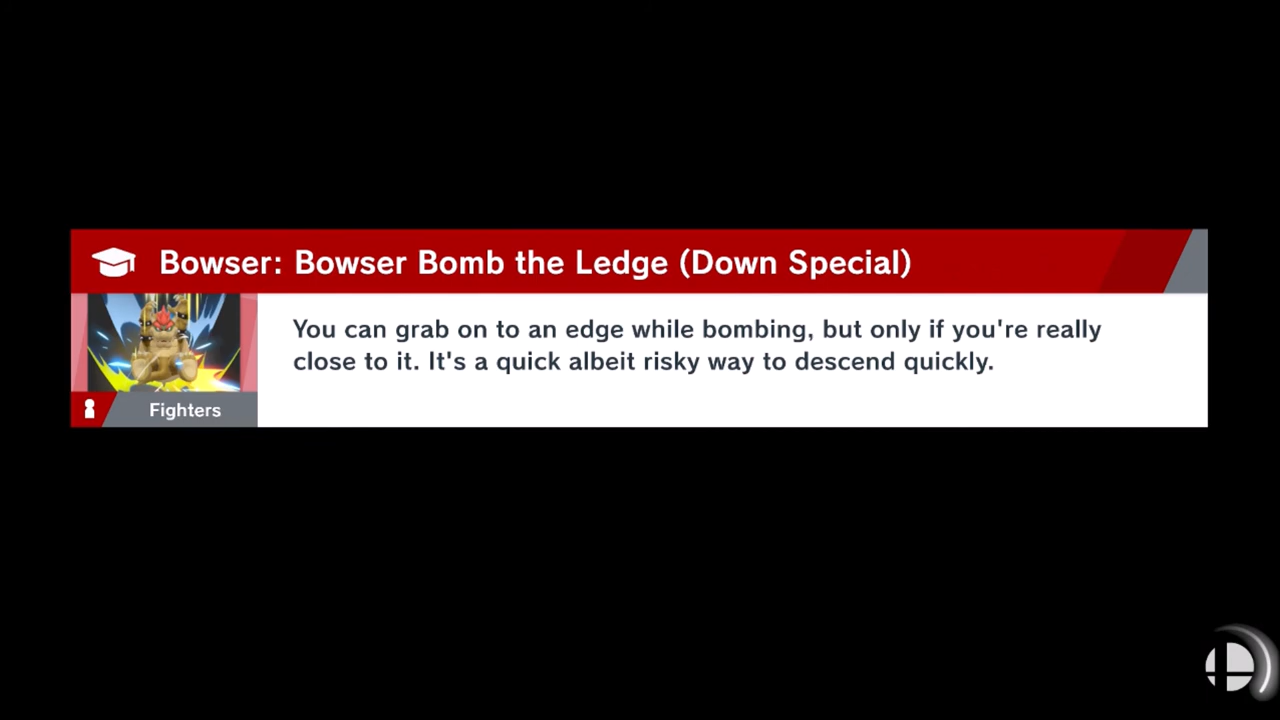 Bowser: Bowser Bomb the Ledge (Down Special)
You can grab on to an edge while bombing, but only if you're really
close to it. It's a quick albeit risky way to descend quickly.
Fighters